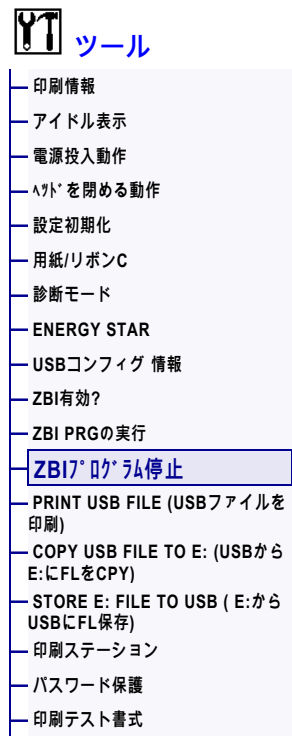 ツール
印刷情報
アイドル表示
電源投入動作
ﾍｯﾄﾞを閉める動作
設定初期化
用紙/リボンC
診断モード
ENERGY STAR
USBコンフィグ 情報
ZBI有効?
ZBI PRGの実行
ZBIﾌﾟﾛｸﾞﾗﾑ停止
PRINT USB FILE (USBファイルを
印刷)
COPY USB FILE TO E: (USBから
E:にFLをCPY)
STORE E: FILE TO USB ( E:から
USBにFL保存)
印刷ステーション
パスワード保護
印刷テスト書式